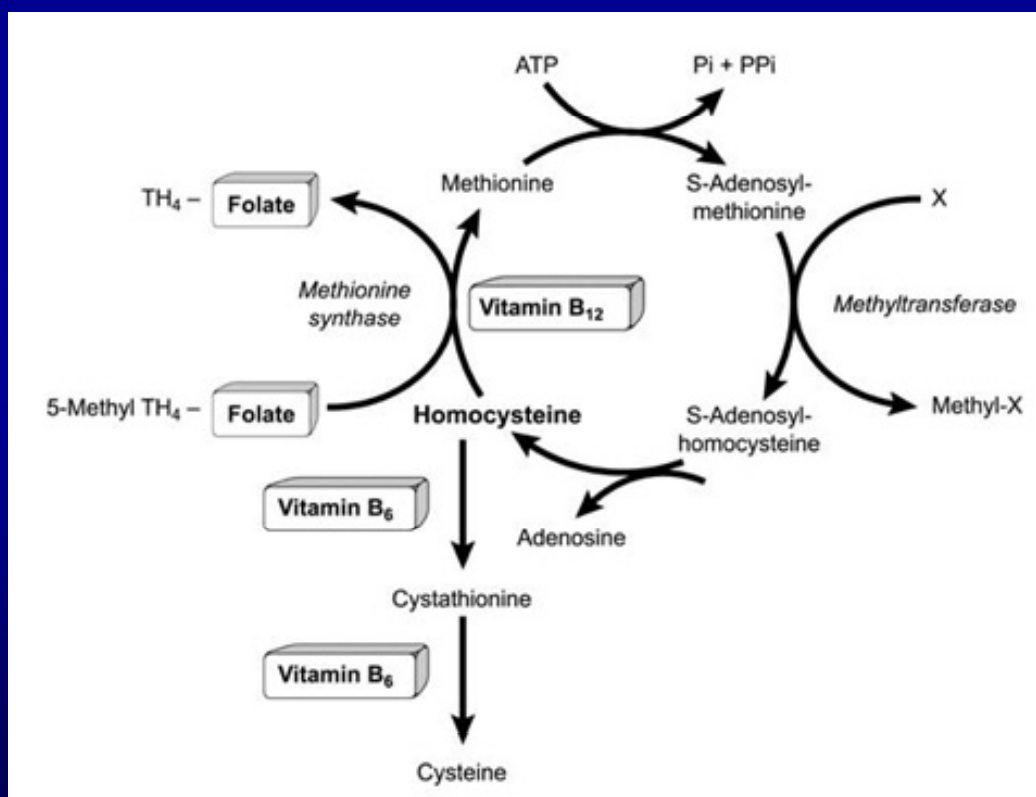 ATP
Pi + PPi
Methionine
S-Adenosyl-
methionine
TH₄ –
Folate
X
Methionine
synthase
Vitamin B₁₂
Methyltransferase
5-Methyl TH₄ –
Folate
Homocysteine
S-Adenosyl-
homocysteine
Methyl-X
Vitamin B₆
Adenosine
Cystathionine
Vitamin B₆
Cysteine